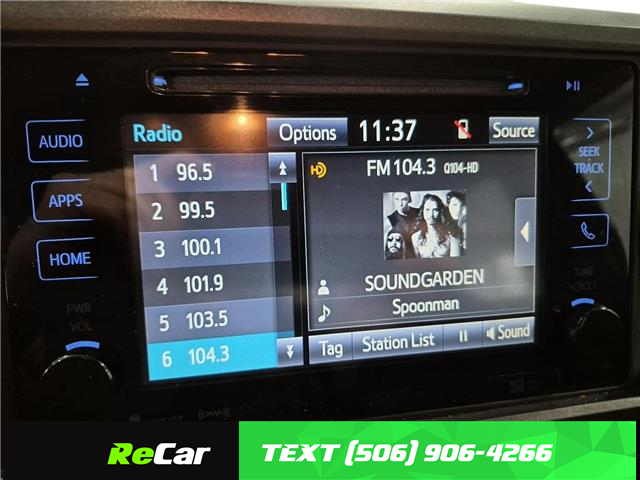 AUDIO
APPS
HOME
PWR
VOL
Radio
Options
11:37
Source
1 96.5
2 99.5
3 100.1
4 101.9
5 103.5
6 104.3
HD
FM 104.3 Q104-HD
SOUNDGARDEN
Spoonman
Tag
Station List
Sound
SEEK
TRACK
TUNE
SCROLL
ReCar
TEXT (506) 906-4266